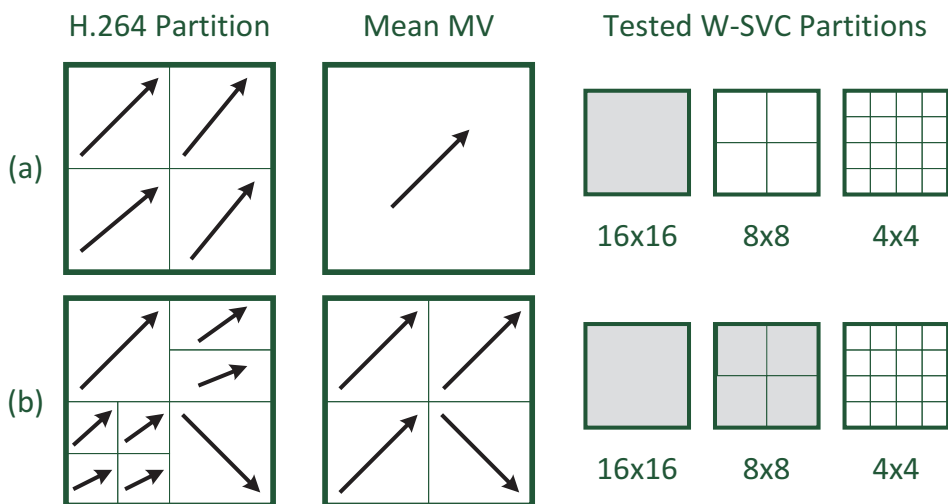 H.264 Partition Mean MV Tested W-SVC Partitions
(a)
16x16 8x8 4x4
(b)
16x16 8x8 4x4